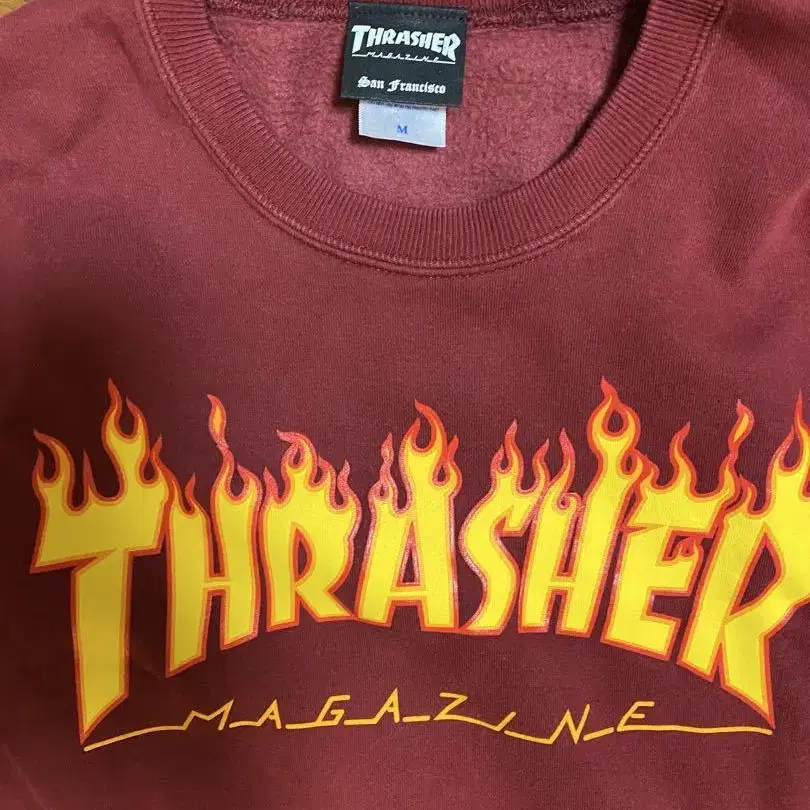 THRASHER
MAGAZINE
San Francisco
M
THRASHER
MAGAZINE